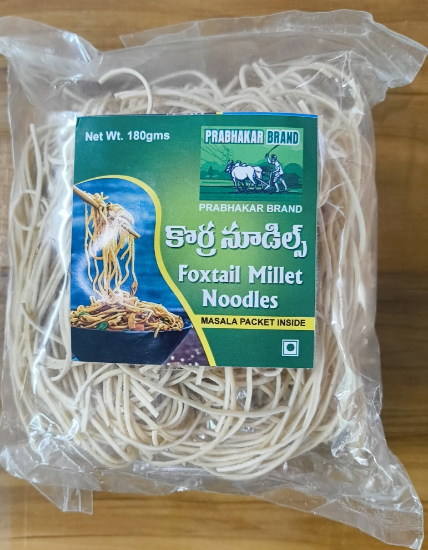 Net Wt. 180gms
PRABHAKAR BRAND
PRABHAKAR BRAND
కొర్ర నూడిల్స్
Foxtail Millet
Noodles
MASALA PACKET INSIDE